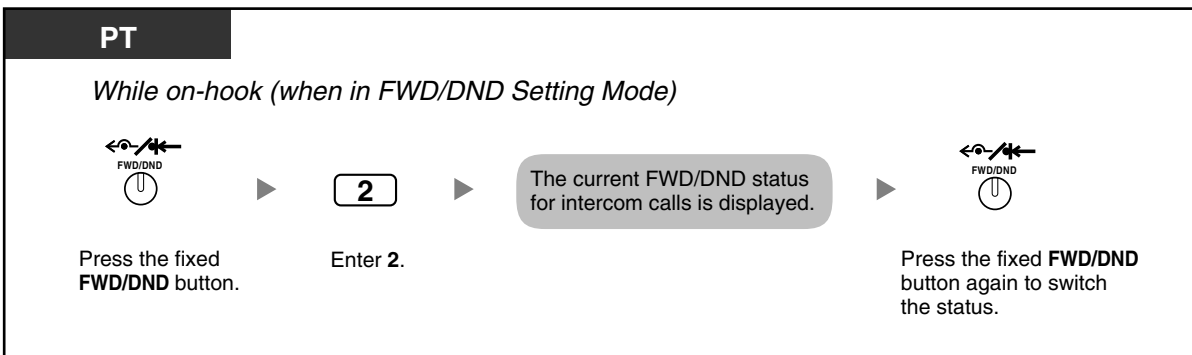 PT
While on-hook (when in FWD/DND Setting Mode)
FWD/DND
2
The current FWD/DND status
for intercom calls is displayed.
FWD/DND
Press the fixed
FWD/DND button.
Enter 2.
Press the fixed FWD/DND
button again to switch
the status.